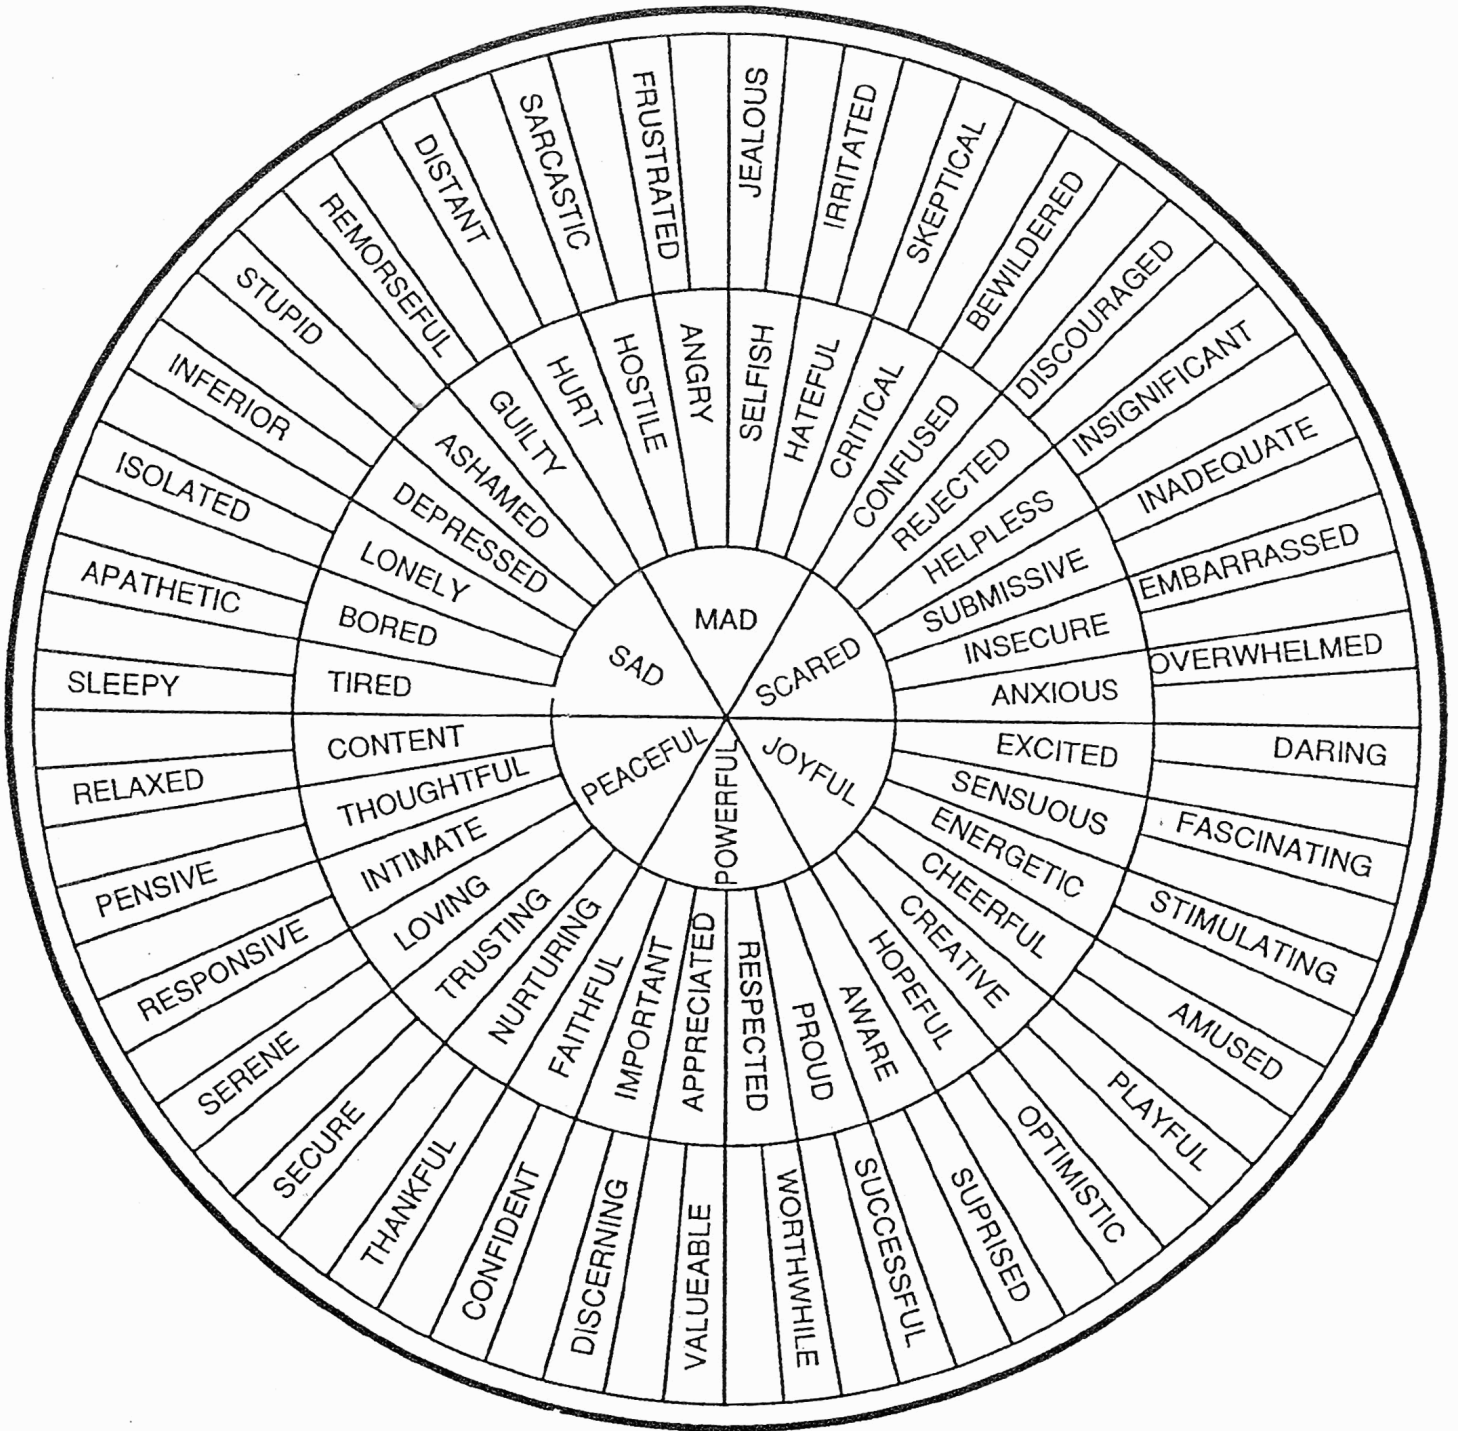 MAD
SCARED
JOYFUL
POWERFUL
PEACEFUL
SAD
HURT
HOSTILE
ANGRY
SELFISH
HATEFUL
CRITICAL
CONFUSED
REJECTED
HELPLESS
SUBMISSIVE
INSECURE
ANXIOUS
EXCITED
SENSUOUS
ENERGETIC
CHEERFUL
CREATIVE
HOPEFUL
AWARE
PROUD
RESPECTED
APPRECIATED
IMPORTANT
FAITHFUL
NURTURING
TRUSTING
LOVING
INTIMATE
THOUGHTFUL
CONTENT
TIRED
BORED
LONELY
DEPRESSED
ASHAMED
GUILTY
DISTANT
SARCASTIC
FRUSTRATED
JEALOUS
IRRITATED
SKEPTICAL
BEWILDERED
DISCOURAGED
INSIGNIFICANT
INADEQUATE
EMBARRASSED
OVERWHELMED
DARING
FASCINATING
STIMULATING
AMUSED
PLAYFUL
OPTIMISTIC
SUPRISED
SUCCESSFUL
WORTHWHILE
VALUEABLE
DISCERNING
CONFIDENT
THANKFUL
SECURE
SERENE
RESPONSIVE
PENSIVE
RELAXED
SLEEPY
APATHETIC
ISOLATED
INFERIOR
STUPID
REMORSEFUL